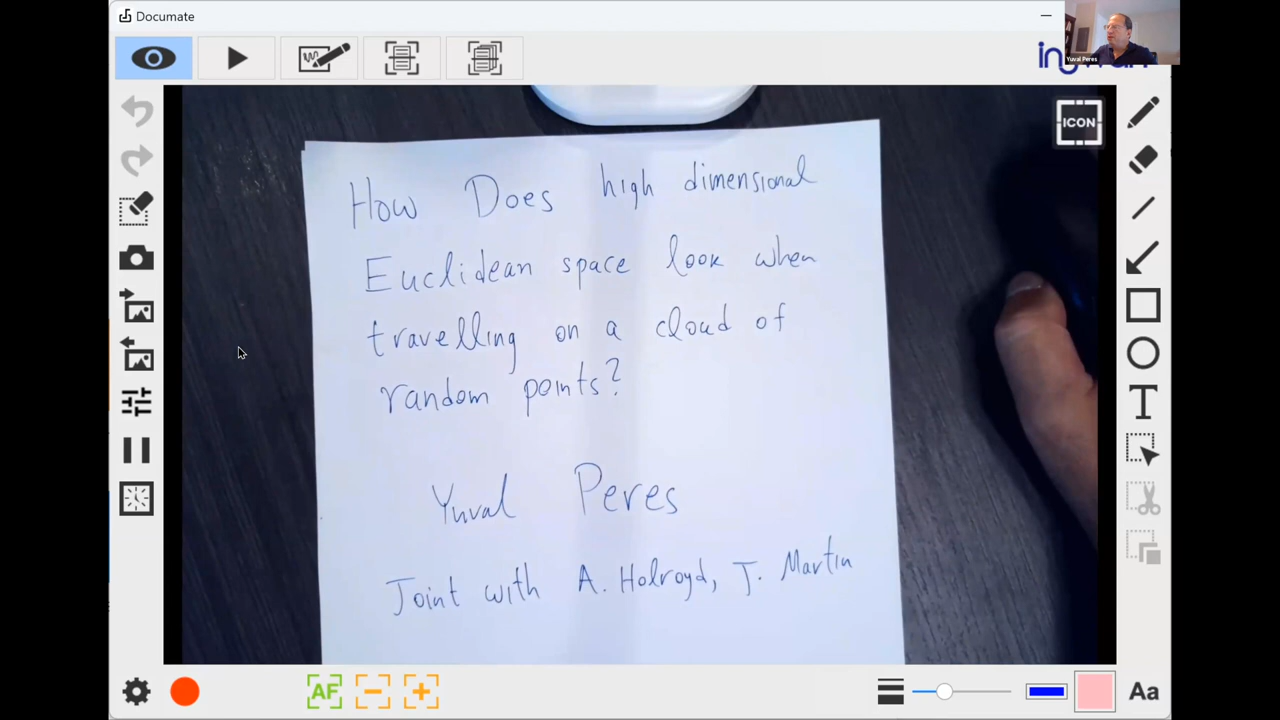 Documate
Yuval Peres
ICON
How Does high dimensional
Euclidean space look when
travelling on a cloud of
random points?
Yuval Peres
Joint with A. Holroyd, J. Martin
T
AF
Aa